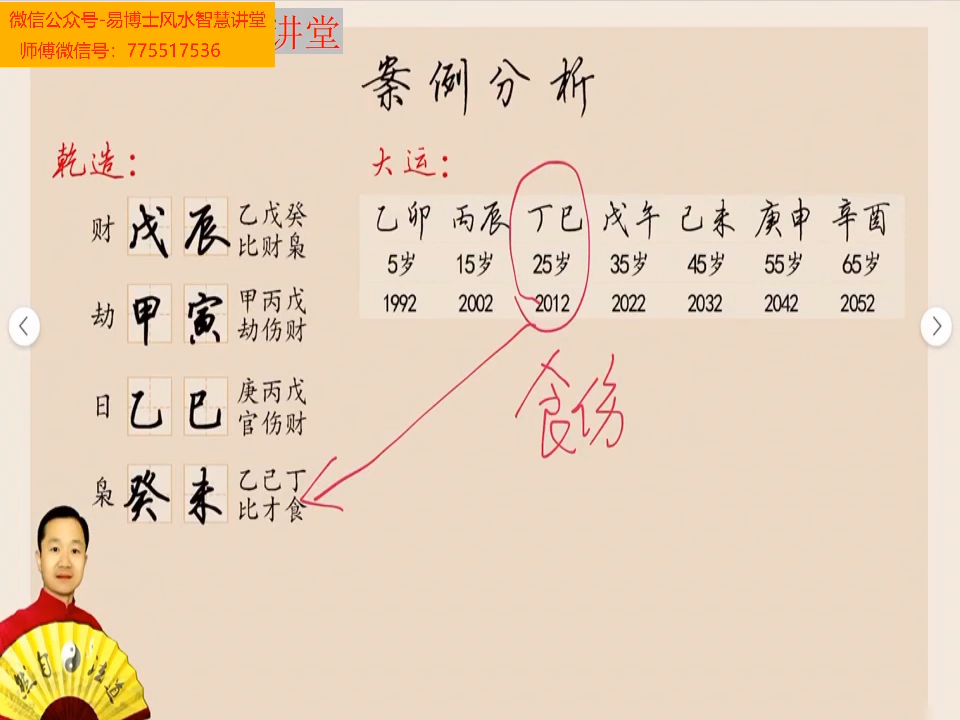 微信公众号-易博士风水智慧讲堂
师傅微信号：775517536
讲堂
案例分析
乾造：
大运：
财 戊 辰 乙戊癸
比财枭
劫 甲 寅 甲丙戊
劫伤财
日 乙 巳 庚丙戊
官伤财
枭 癸 未 乙己丁
比才食
乙卯 丙辰 丁巳 戊午 己未 庚申 辛酉
5岁 15岁 25岁 35岁 45岁 55岁 65岁
1992 2002 2012 2022 2032 2042 2052
食伤
道法自然